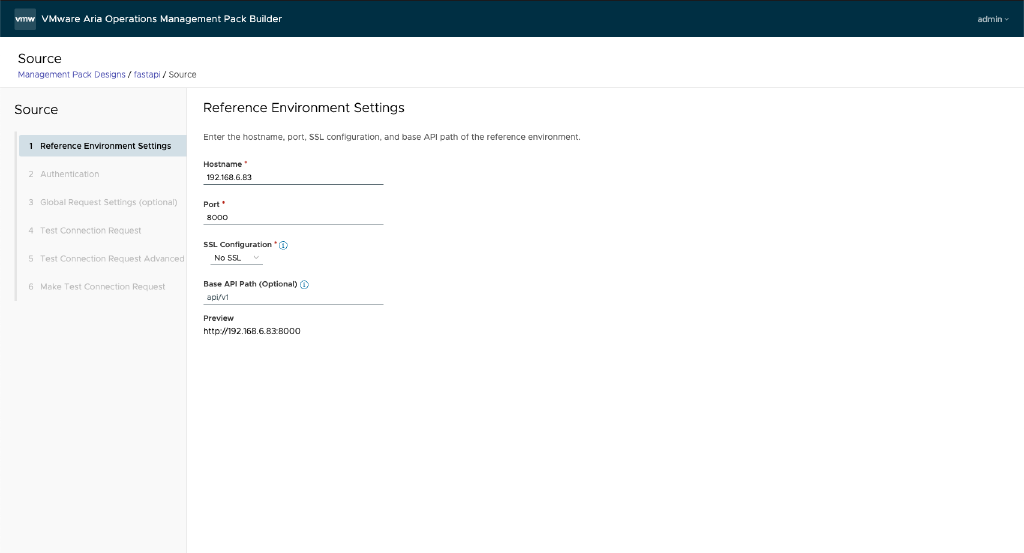 vmw VMware Aria Operations Management Pack Builder
admin
Source
Management Pack Designs / fastapi / Source
Source
1 Reference Environment Settings
2 Authentication
3 Global Request Settings (optional)
4 Test Connection Request
5 Test Connection Request Advanced
6 Make Test Connection Request
Reference Environment Settings
Enter the hostname, port, SSL configuration, and base API path of the reference environment.
Hostname *
192.168.6.83
Port *
8000
SSL Configuration *
No SSL
Base API Path (Optional)
api/v1
Preview
http://192.168.6.83:8000